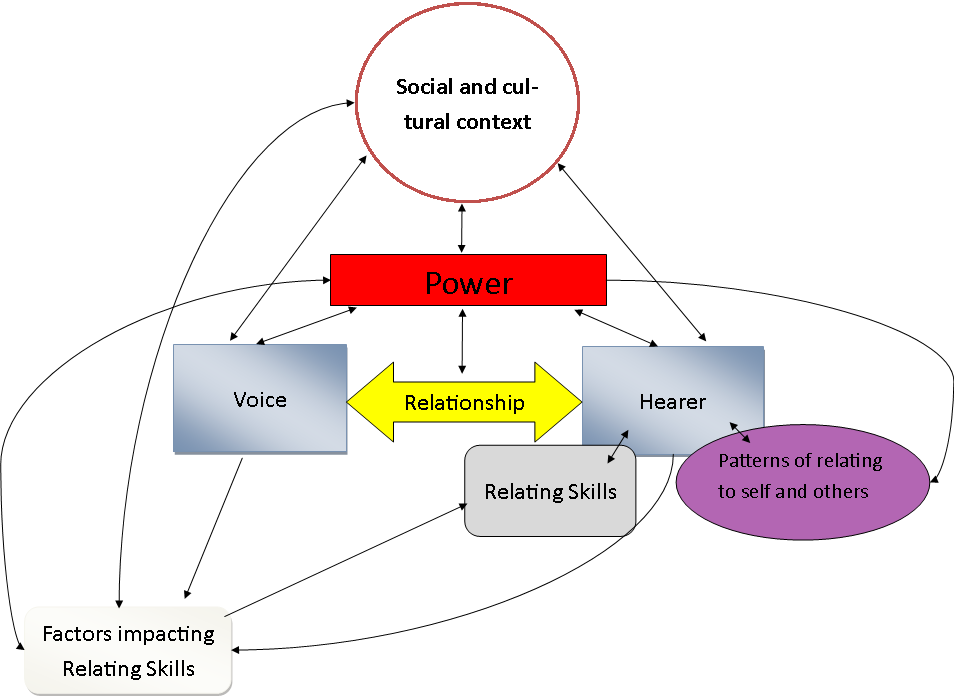 Social and cul-
tural context
Power
Voice
Relationship
Hearer
Patterns of relating
to self and others
Relating Skills
Factors impacting
Relating Skills